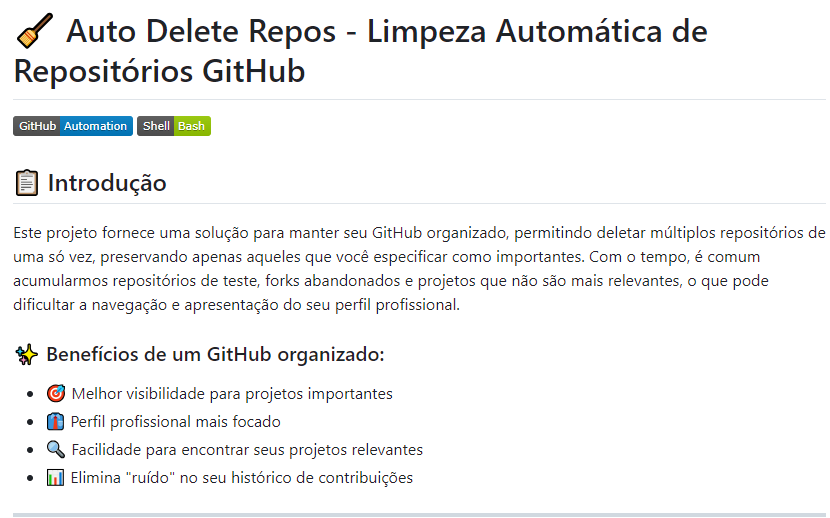 🧹 Auto Delete Repos - Limpeza Automática de
Repositórios GitHub
GitHub Automation Shell Bash
📋 Introdução
Este projeto fornece uma solução para manter seu GitHub organizado, permitindo deletar múltiplos repositórios de
uma só vez, preservando apenas aqueles que você especificar como importantes. Com o tempo, é comum
acumularmos repositórios de teste, forks abandonados e projetos que não são mais relevantes, o que pode
dificultar a navegação e apresentação do seu perfil profissional.
✨ Benefícios de um GitHub organizado:
• 🎯 Melhor visibilidade para projetos importantes
• 👔 Perfil profissional mais focado
• 🔍 Facilidade para encontrar seus projetos relevantes
• 📊 Elimina "ruído" no seu histórico de contribuições